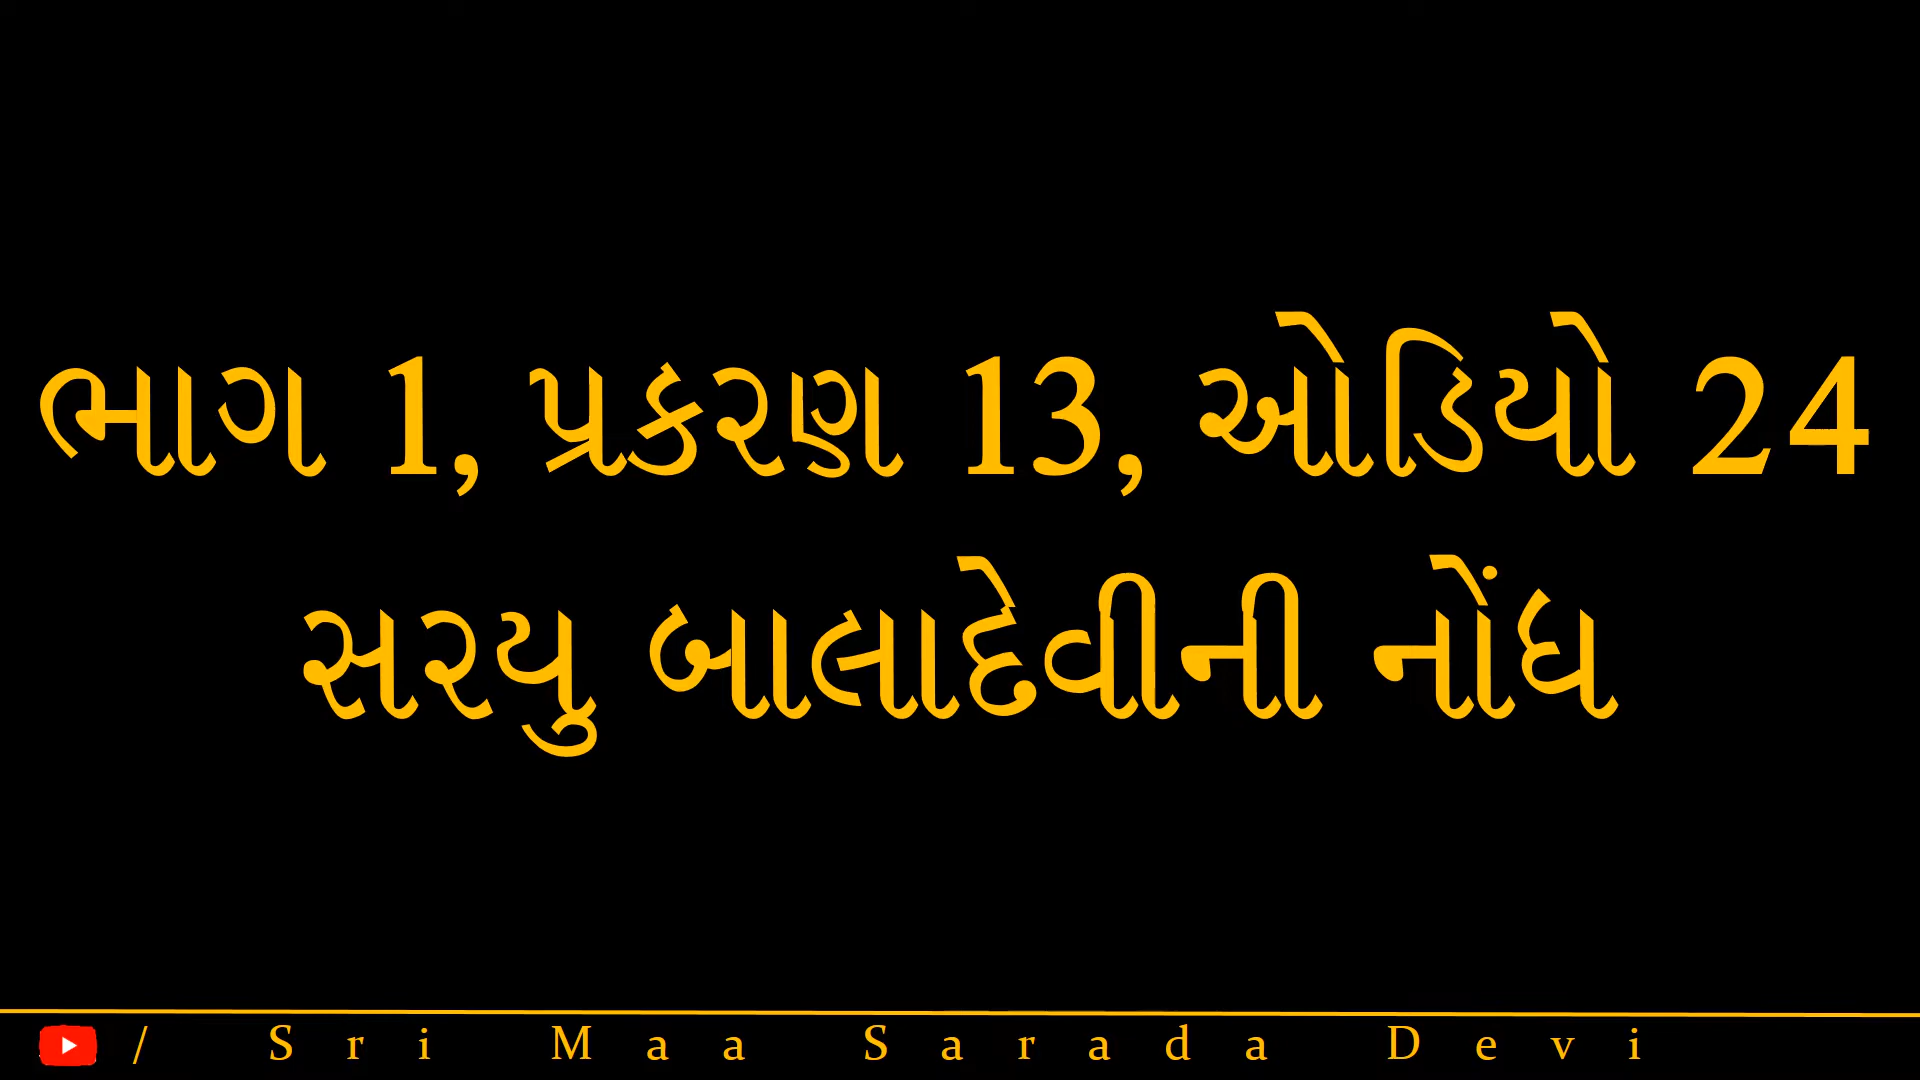 ભાગ 1, પ્રકરણ 13, ઓડિયો 24
સરયુ બાલાદેવીની નોંધ
/ Sri Maa Sarada Devi